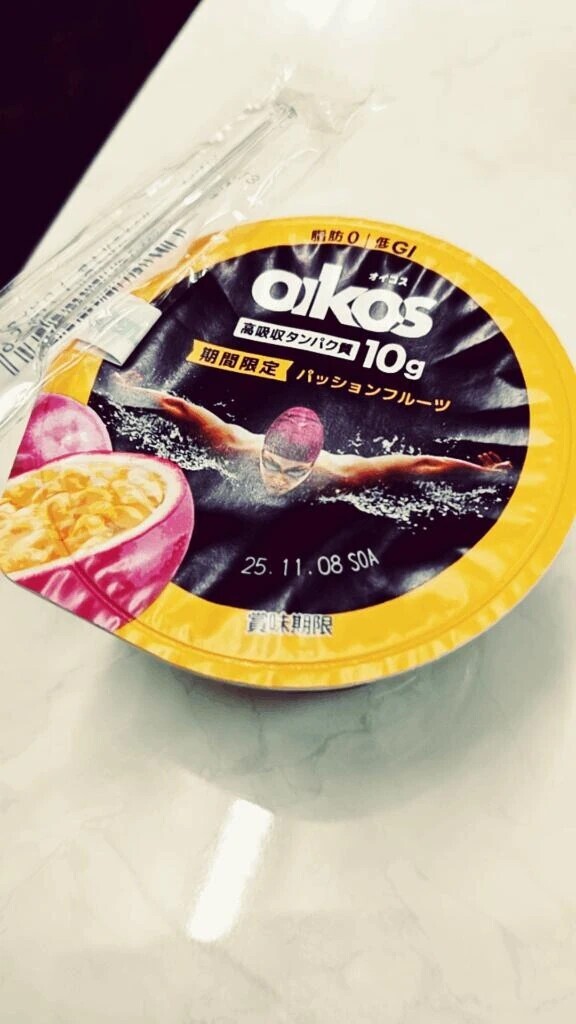 脂肪0 | 低GI
オイコス
oikos
高吸収タンパク質 10g
期間限定 パッションフルーツ
25.11.08 SOA
賞味期限